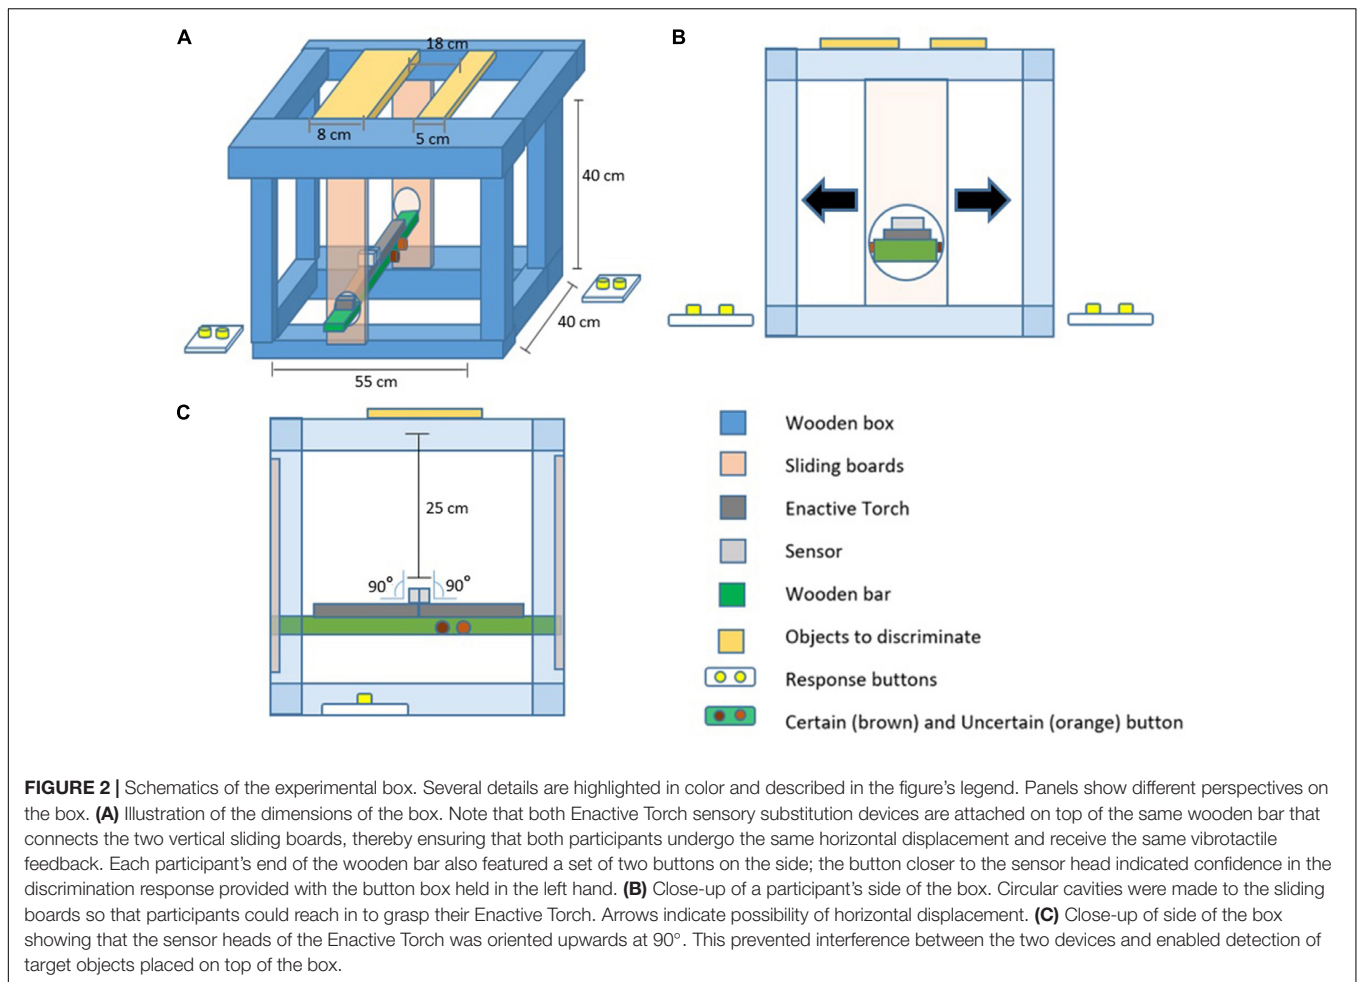 A
18 cm
8 cm
5 cm
40 cm
40 cm
55 cm
B
C
25 cm
90°
90°
Wooden box
Sliding boards
Enactive Torch
Sensor
Wooden bar
Objects to discriminate
Response buttons
Certain (brown) and Uncertain (orange) button
FIGURE 2 | Schematics of the experimental box. Several details are highlighted in color and described in the figure's legend. Panels show different perspectives on
the box. (A) Illustration of the dimensions of the box. Note that both Enactive Torch sensory substitution devices are attached on top of the same wooden bar that
connects the two vertical sliding boards, thereby ensuring that both participants undergo the same horizontal displacement and receive the same vibrotactile
feedback. Each participant's end of the wooden bar also featured a set of two buttons on the side; the button closer to the sensor head indicated confidence in the
discrimination response provided with the button box held in the left hand. (B) Close-up of a participant's side of the box. Circular cavities were made to the sliding
boards so that participants could reach in to grasp their Enactive Torch. Arrows indicate possibility of horizontal displacement. (C) Close-up of side of the box
showing that the sensor heads of the Enactive Torch was oriented upwards at 90°. This prevented interference between the two devices and enabled detection of
target objects placed on top of the box.